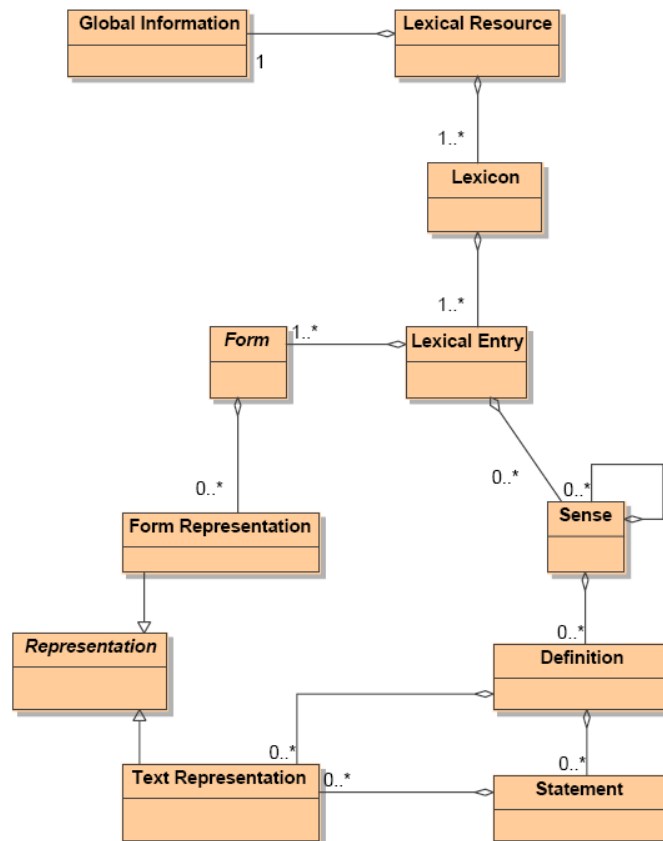 Global Information
Lexical Resource
1
1..*
Lexicon
1..*
Form
1..*
Lexical Entry
0..*
0..*
0..*
Form Representation
Sense
Representation
0..*
Definition
0..*
Text Representation
0..*
0..*
Statement